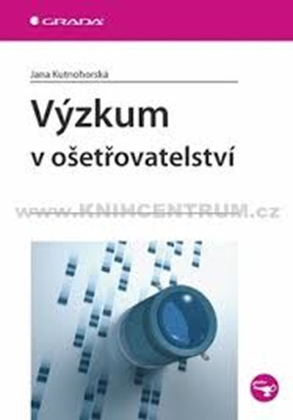 GRADA
Jana Kutnohorská
Výzkum
v ošetřovatelství
www.KNIHCENTRUM.cz